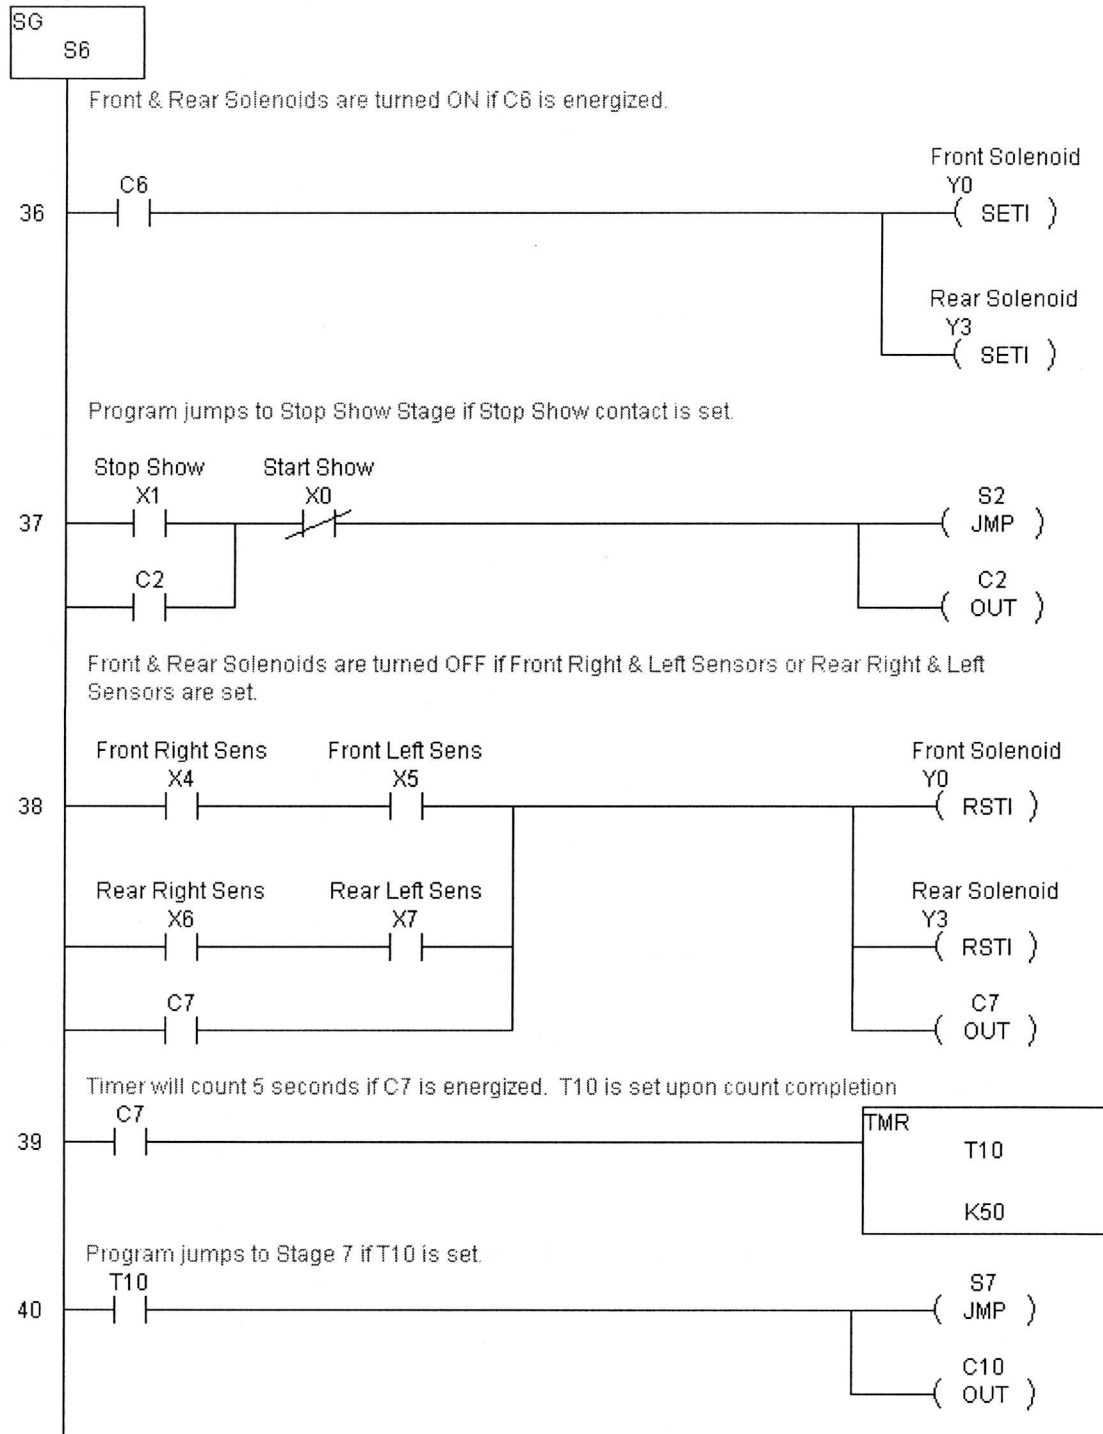 SG
S6
Front & Rear Solenoids are turned ON if C6 is energized.
Front Solenoid
C6
Y0
36
SETI
Rear Solenoid
Y3
SETI
Program jumps to Stop Show Stage if Stop Show contact is set.
Stop Show
Start Show
X1
X0
S2
37
JMP
C2
C2
OUT
Front & Rear Solenoids are turned OFF if Front Right & Left Sensors or Rear Right & Left
Sensors are set.
Front Right Sens
Front Left Sens
Front Solenoid
X4
X5
Y0
38
RSTI
Rear Right Sens
Rear Left Sens
Rear Solenoid
X6
X7
Y3
RSTI
C7
C7
OUT
Timer will count 5 seconds if C7 is energized.  T10 is set upon count completion
C7
TMR
39
T10
K50
Program jumps to Stage 7 if T10 is set.
T10
S7
40
JMP
C10
OUT